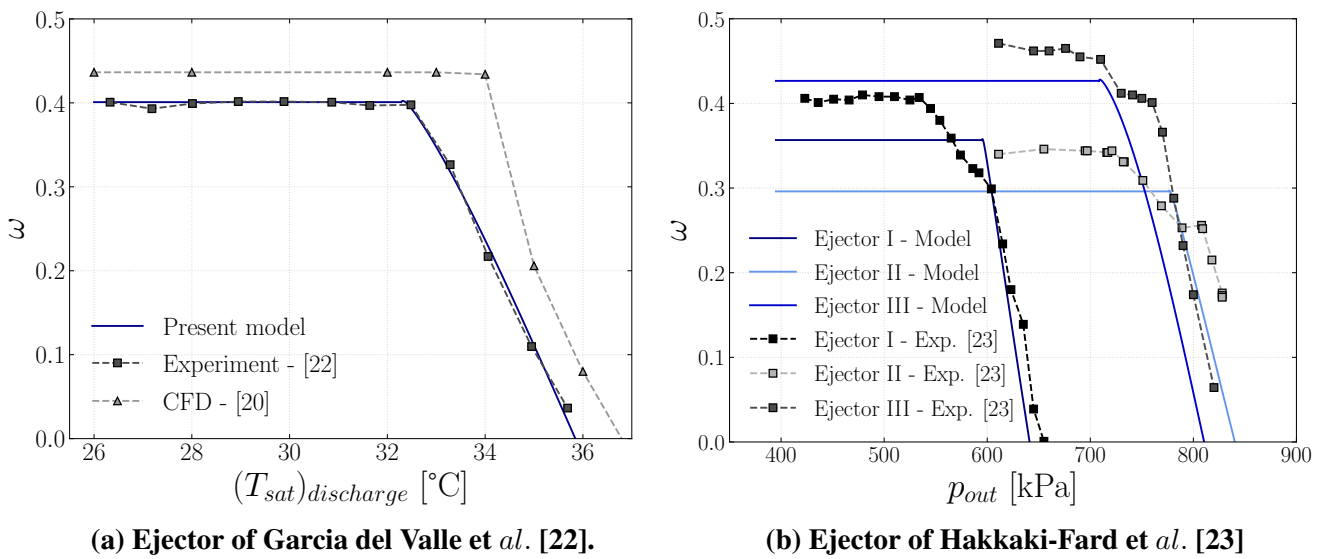 0.5
0.4
0.3
0.2
0.1
0.0
ω
Present model
Experiment - [22]
CFD - [20]
26 28 30 32 34 36
(T_sat)_discharge [°C]
(a) Ejector of Garcia del Valle et al. [22].
0.5
0.4
0.3
0.2
0.1
0.0
ω
Ejector I - Model
Ejector II - Model
Ejector III - Model
Ejector I - Exp. [23]
Ejector II - Exp. [23]
Ejector III - Exp. [23]
400 500 600 700 800 900
p_out [kPa]
(b) Ejector of Hakkaki-Fard et al. [23]